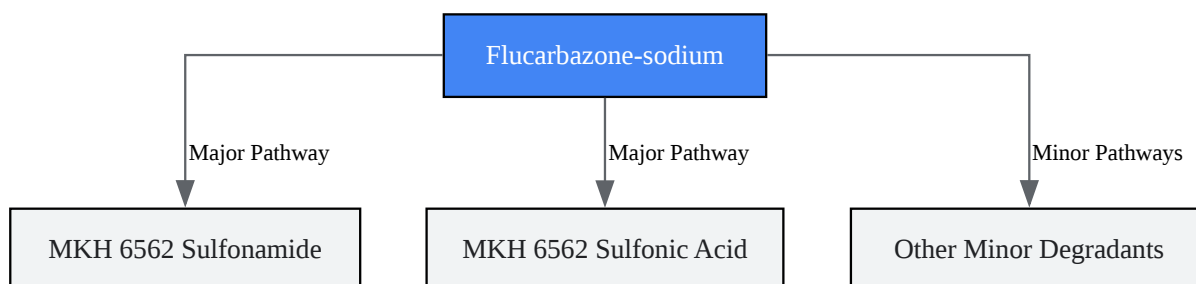 Flucarbazone-sodium
Major Pathway
Major Pathway
Minor Pathways
MKH 6562 Sulfonamide
MKH 6562 Sulfonic Acid
Other Minor Degradants